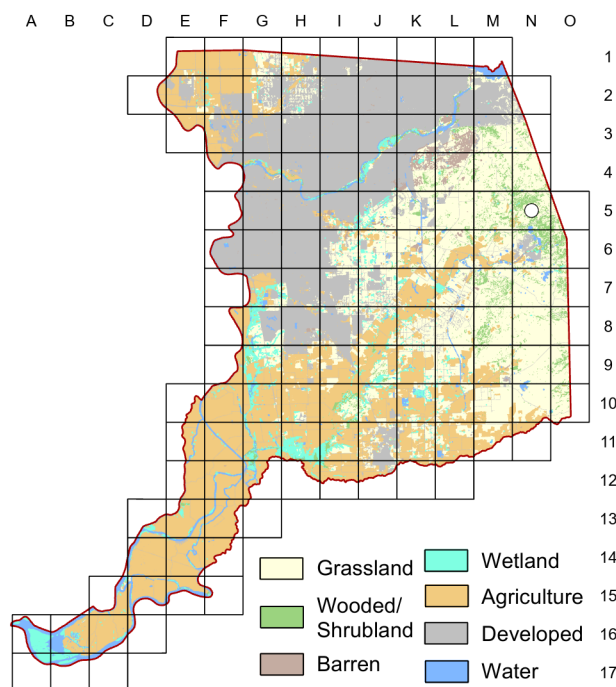 A B C D E F G H I J K L M N O
1
2
3
4
5
6
7
8
9
10
11
12
13
14
15
16
17
Grassland
Wooded/
Shrubland
Barren
Wetland
Agriculture
Developed
Water